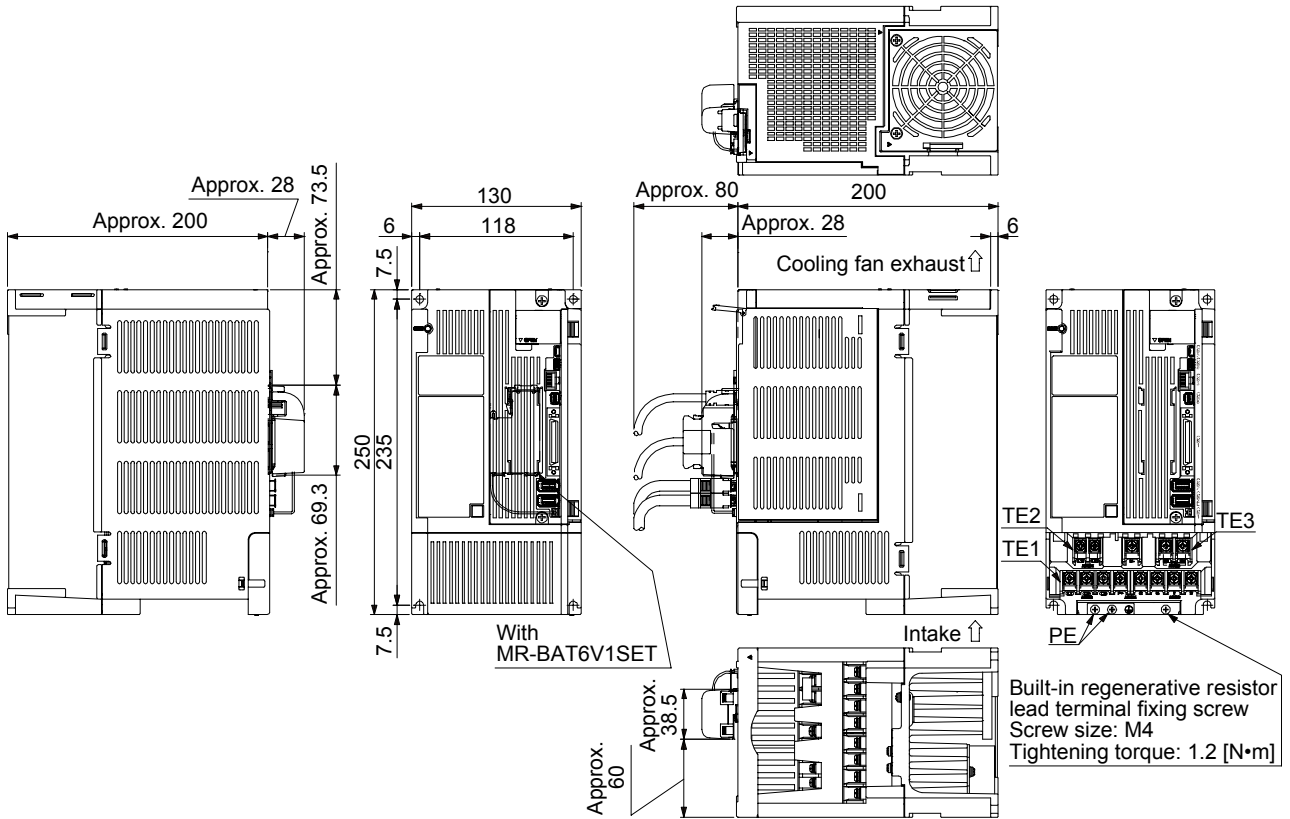 Approx. 80
200
Approx. 28
Approx. 200
Approx. 73.5
130
6
118
7.5
Approx. 28
6
Cooling fan exhaust
OPEN
250
235
Approx. 69.3
7.5
With
MR-BAT6V1SET
TE2
TE1
TE3
PE
Intake
Approx.
38.5
Approx.
60
Built-in regenerative resistor
lead terminal fixing screw
Screw size: M4
Tightening torque: 1.2 [N•m]